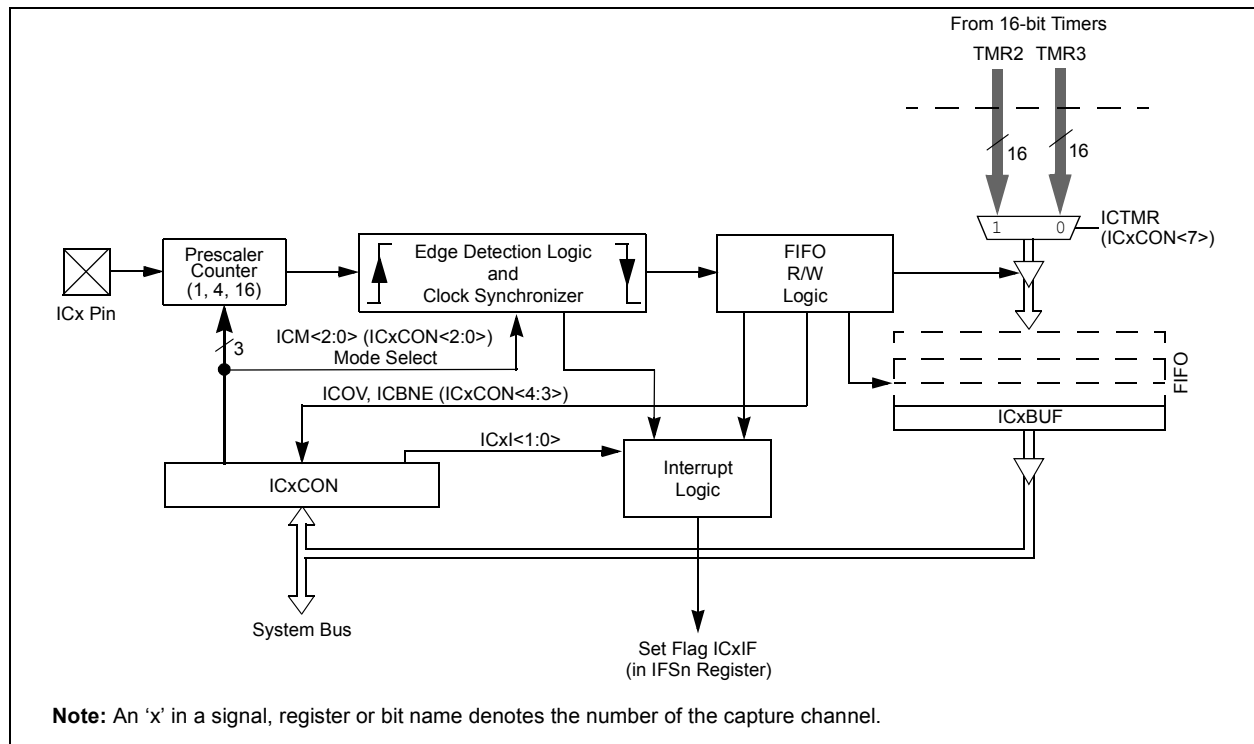 From 16-bit Timers
TMR2 TMR3
16 16
1 0
ICTMR
(ICxCON<7>)
Prescaler
Counter
(1, 4, 16)
Edge Detection Logic
and
Clock Synchronizer
FIFO
R/W
Logic
ICx Pin
3
ICM<2:0> (ICxCON<2:0>)
Mode Select
FIFO
ICOV, ICBNE (ICxCON<4:3>)
ICxBUF
ICxI<1:0>
ICxCON
Interrupt
Logic
System Bus
Set Flag ICxIF
(in IFSn Register)
Note: An ‘x’ in a signal, register or bit name denotes the number of the capture channel.